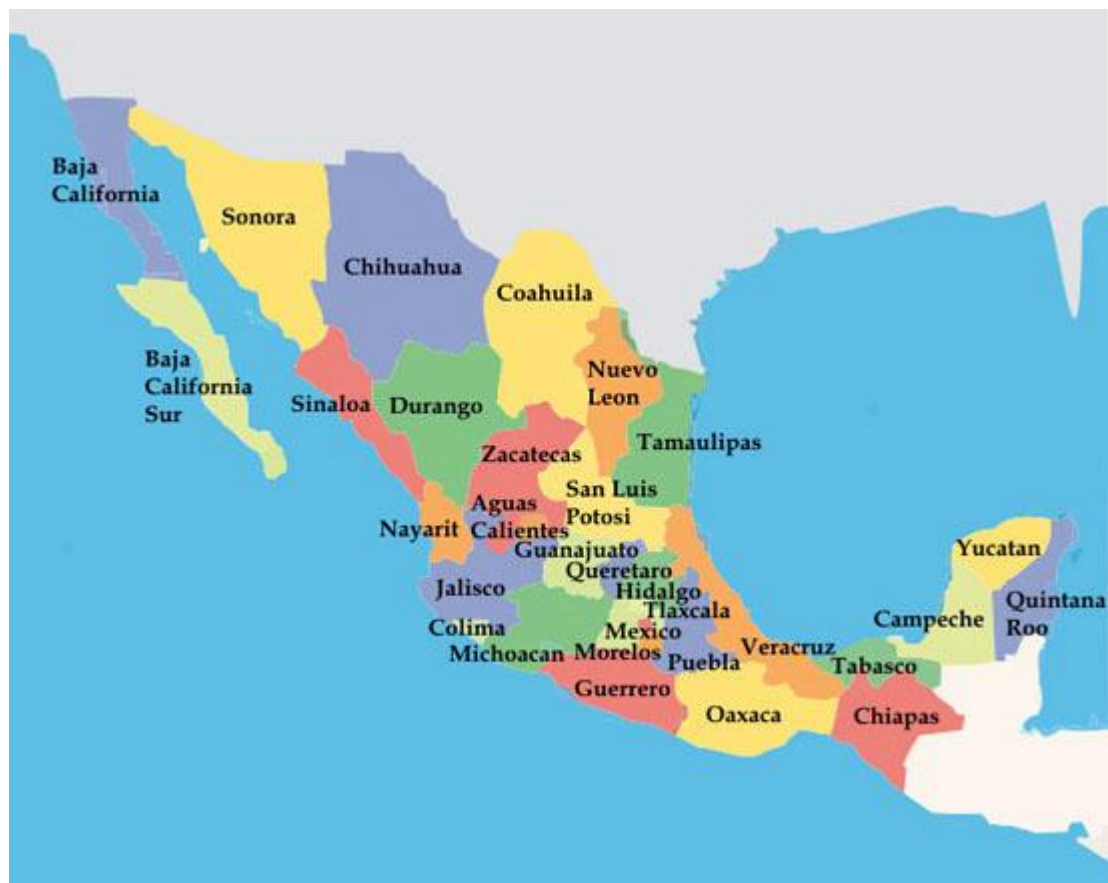 Baja
California
Sonora
Chihuahua
Coahuila
Baja
California
Sur
Sinaloa
Durango
Nuevo
Leon
Tamaulipas
Zacatecas
San Luis
Potosi
Nayarit
Aguas
Calientes
Guanajuato
Queretaro
Jalisco
Hidalgo
Tlaxcala
Colima
Mexico
Michoacan
Morelos
Puebla
Veracruz
Guerrero
Oaxaca
Tabasco
Chiapas
Campeche
Yucatan
Quintana
Roo